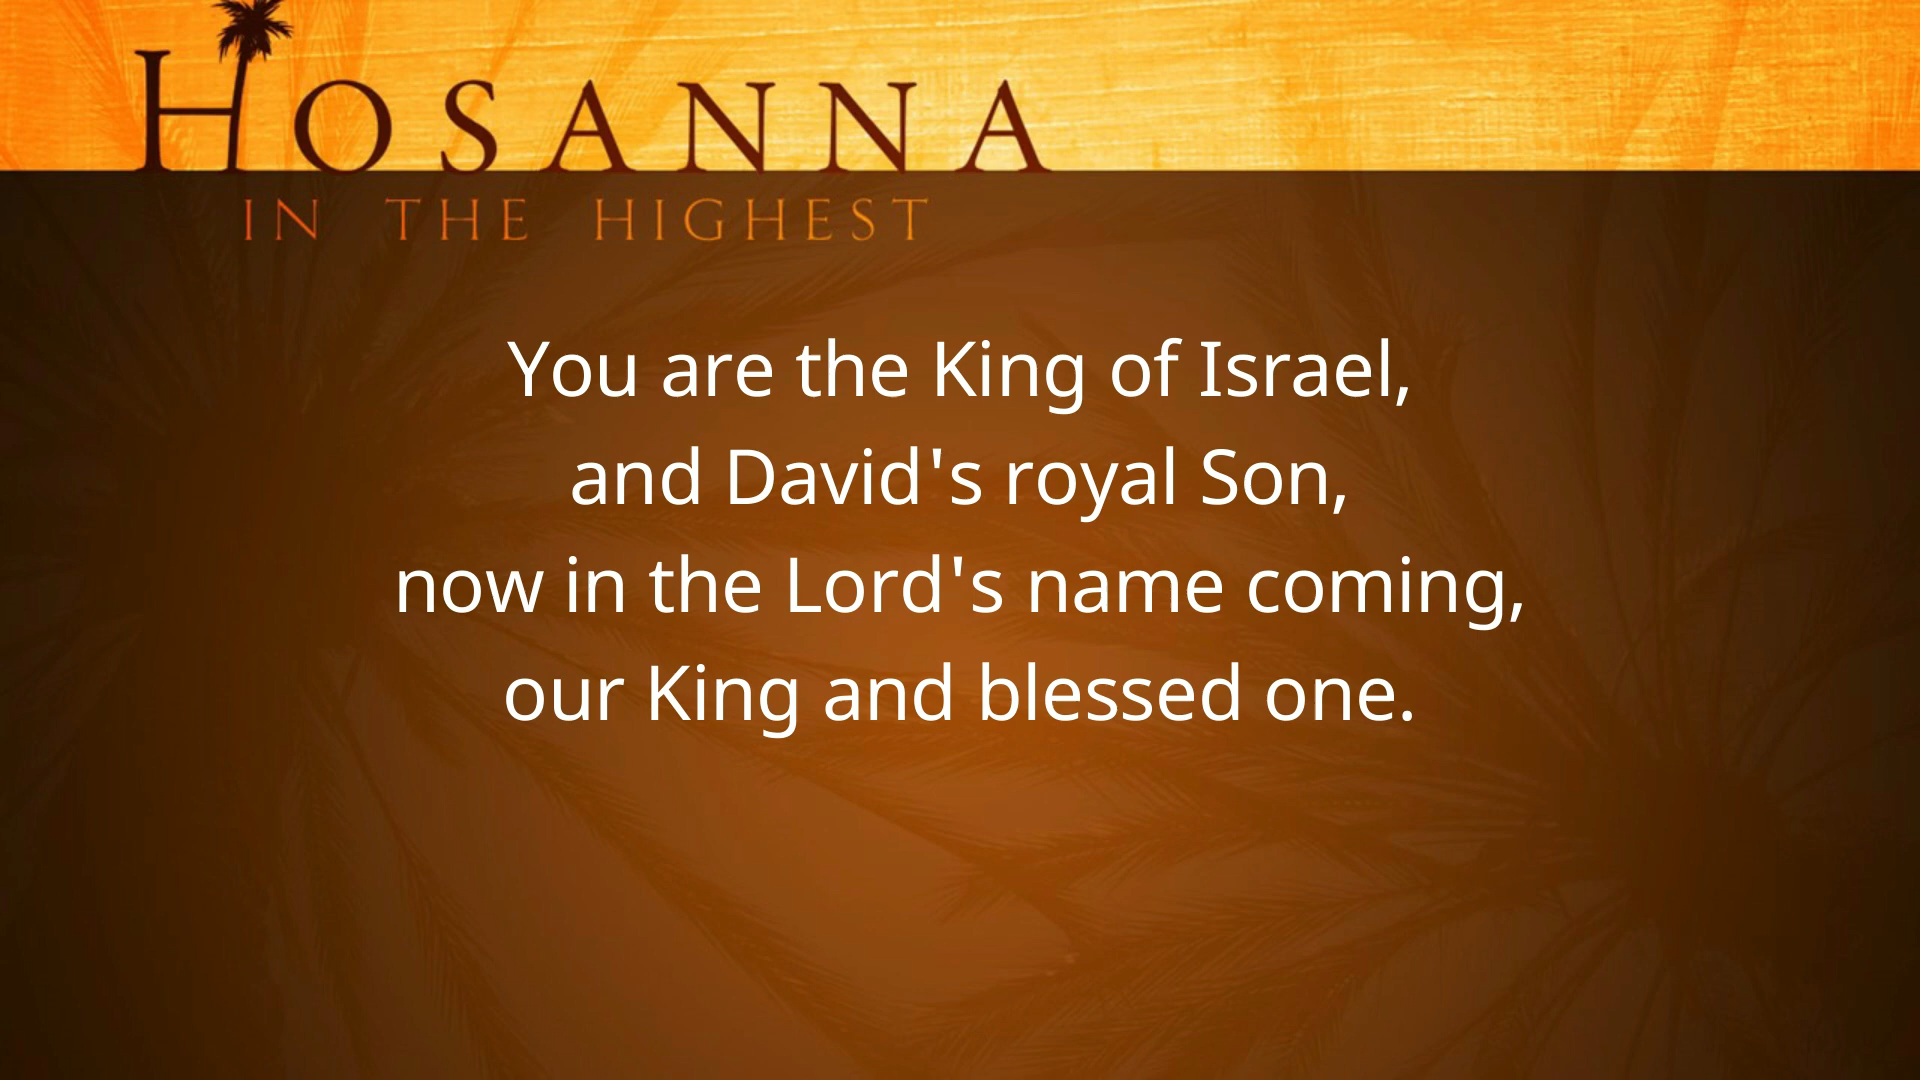 HOSANNA
IN THE HIGHEST
You are the King of Israel,
and David's royal Son,
now in the Lord's name coming,
our King and blessed one.